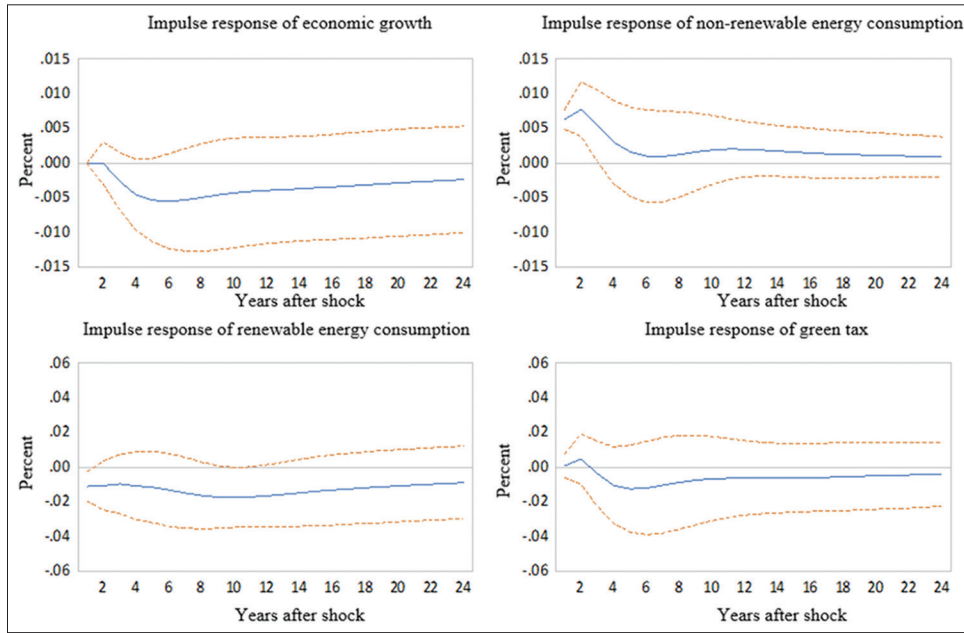 Impulse response of economic growth
.015
.010
.005
.000
-.005
-.010
-.015
Percent
2 4 6 8 10 12 14 16 18 20 22 24
Years after shock
Impulse response of non-renewable energy consumption
.015
.010
.005
.000
-.005
-.010
-.015
Percent
2 4 6 8 10 12 14 16 18 20 22 24
Years after shock
Impulse response of renewable energy consumption
.06
.04
.02
.00
-.02
-.04
-.06
Percent
2 4 6 8 10 12 14 16 18 20 22 24
Years after shock
Impulse response of green tax
.06
.04
.02
.00
-.02
-.04
-.06
Percent
2 4 6 8 10 12 14 16 18 20 22 24
Years after shock